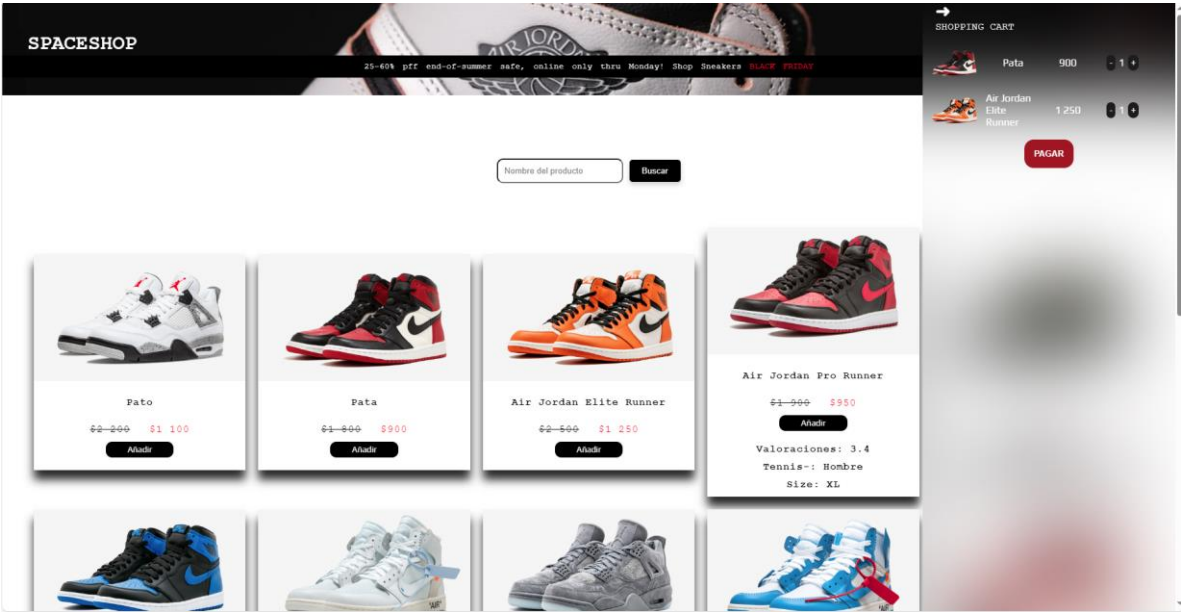 SPACESHOP
AIR JORDAN
25-60% pff end-of-summer safe, online only thru Monday! Shop Sneakers BLACK FRIDAY
Nombre del producto
Buscar
Pato
$2 200 $1 100
Añadir
Pata
$1 800 $900
Añadir
Air Jordan Elite Runner
$2 500 $1 250
Añadir
Air Jordan Pro Runner
$1 900 $950
Añadir
Valoraciones: 3.4
Tennis-: Hombre
Size: XL
SHOPPING CART
Pata 900 - 1 +
Air Jordan
Elite 1 250 - 1 +
Runner
PAGAR